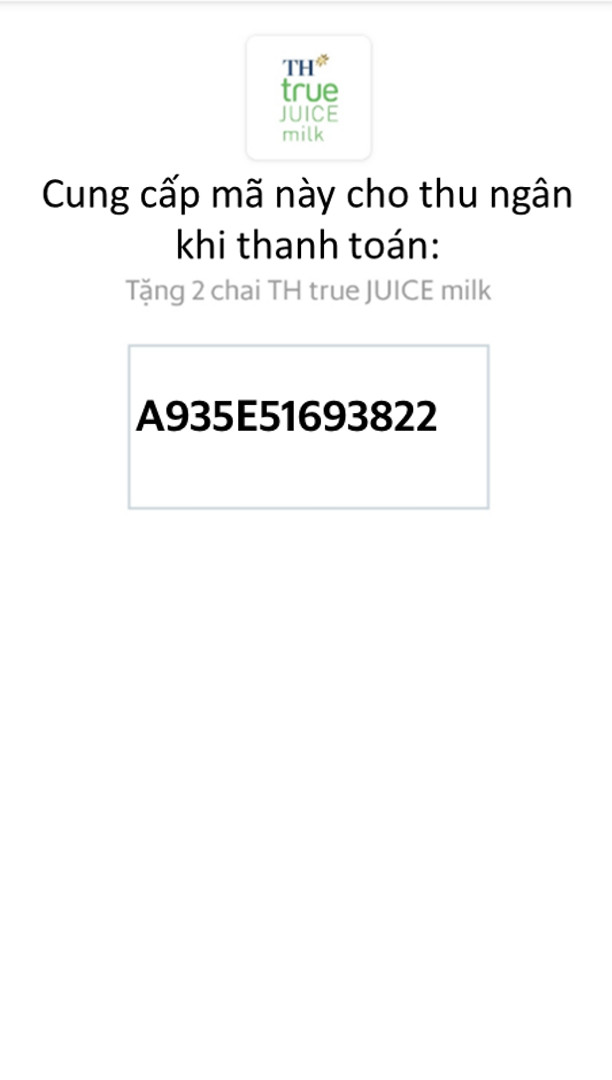 TH
true
JUICE
milk
Cung cấp mã này cho thu ngân
khi thanh toán:
Tặng 2 chai TH true JUICE milk
A935E51693822